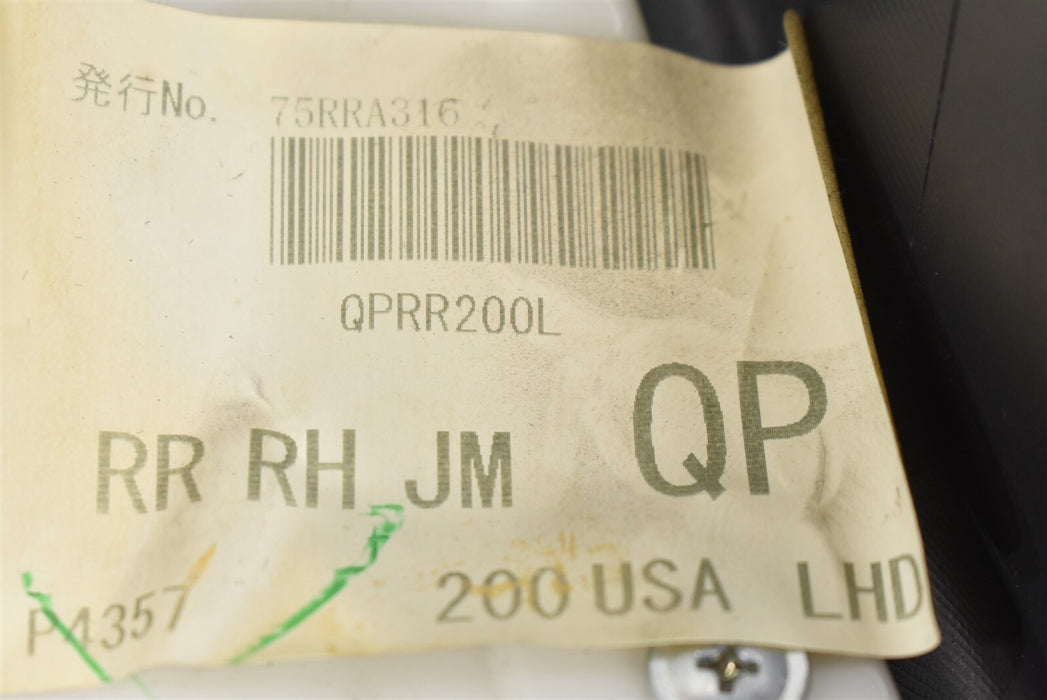 発行No. 75RRA316
QPRR200L
QP
RR RH JM
P4357 200 USA LHD